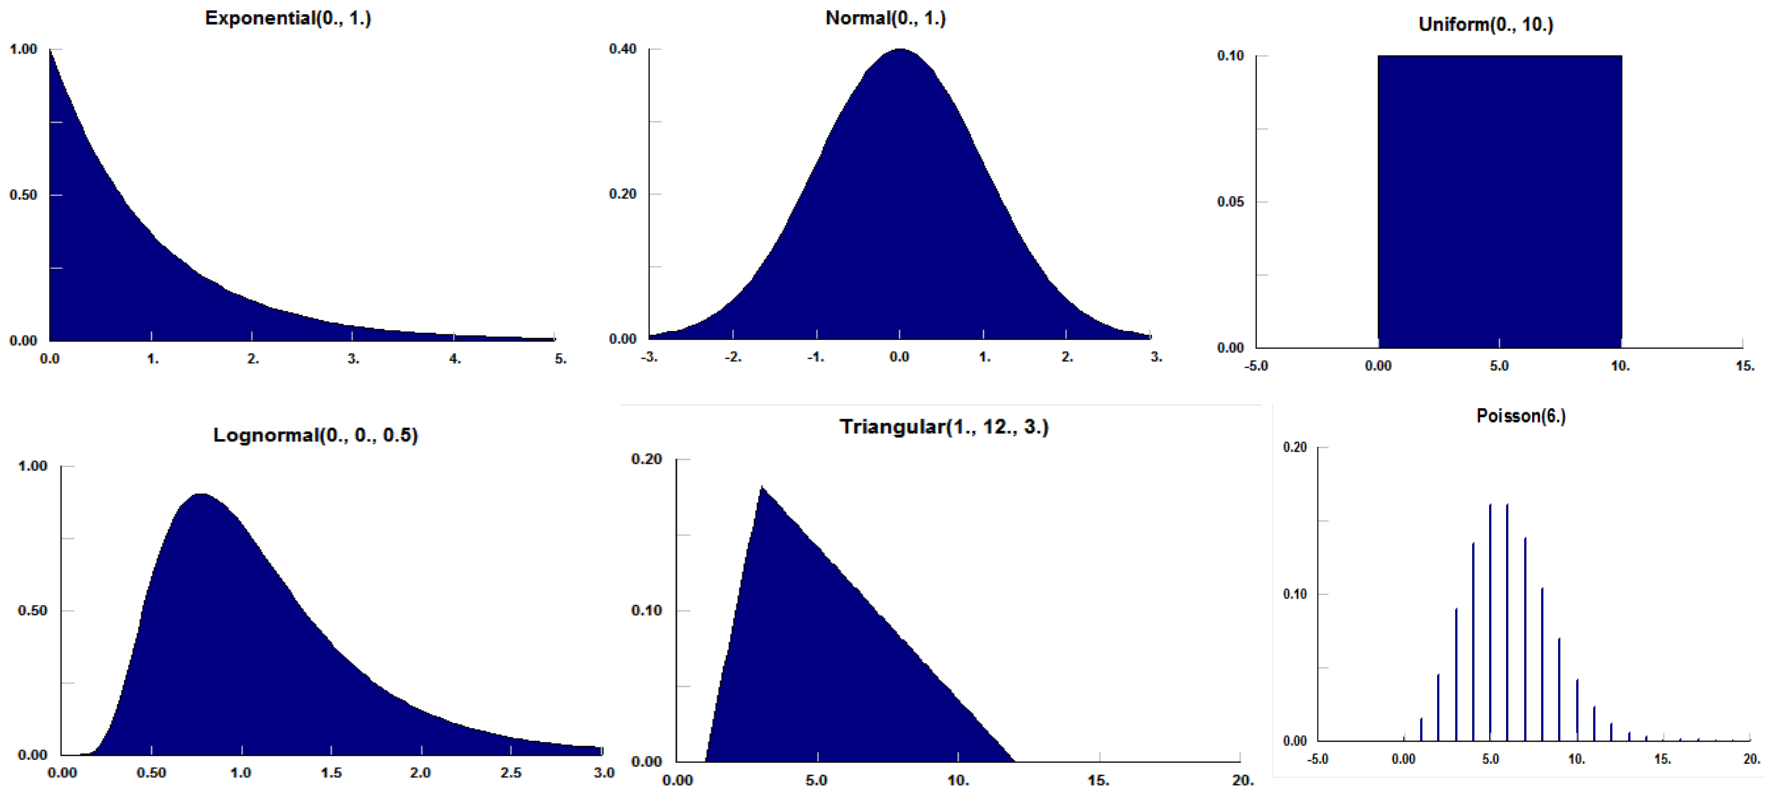 Exponential(0., 1.)
1.00
0.50
0.00
0.0 1. 2. 3. 4. 5.
Normal(0., 1.)
0.40
0.20
0.00
-3. -2. -1. 0.0 1. 2. 3.
Uniform(0., 10.)
0.10
0.05
0.00
-5.0 0.00 5.0 10. 15.
Lognormal(0., 0., 0.5)
1.00
0.50
0.00
0.00 0.50 1.0 1.5 2.0 2.5 3.0
Triangular(1., 12., 3.)
0.20
0.10
0.00
0.00 5.0 10. 15. 20.
Poisson(6.)
0.20
0.10
0.00
-5.0 0.00 5.0 10. 15. 20.